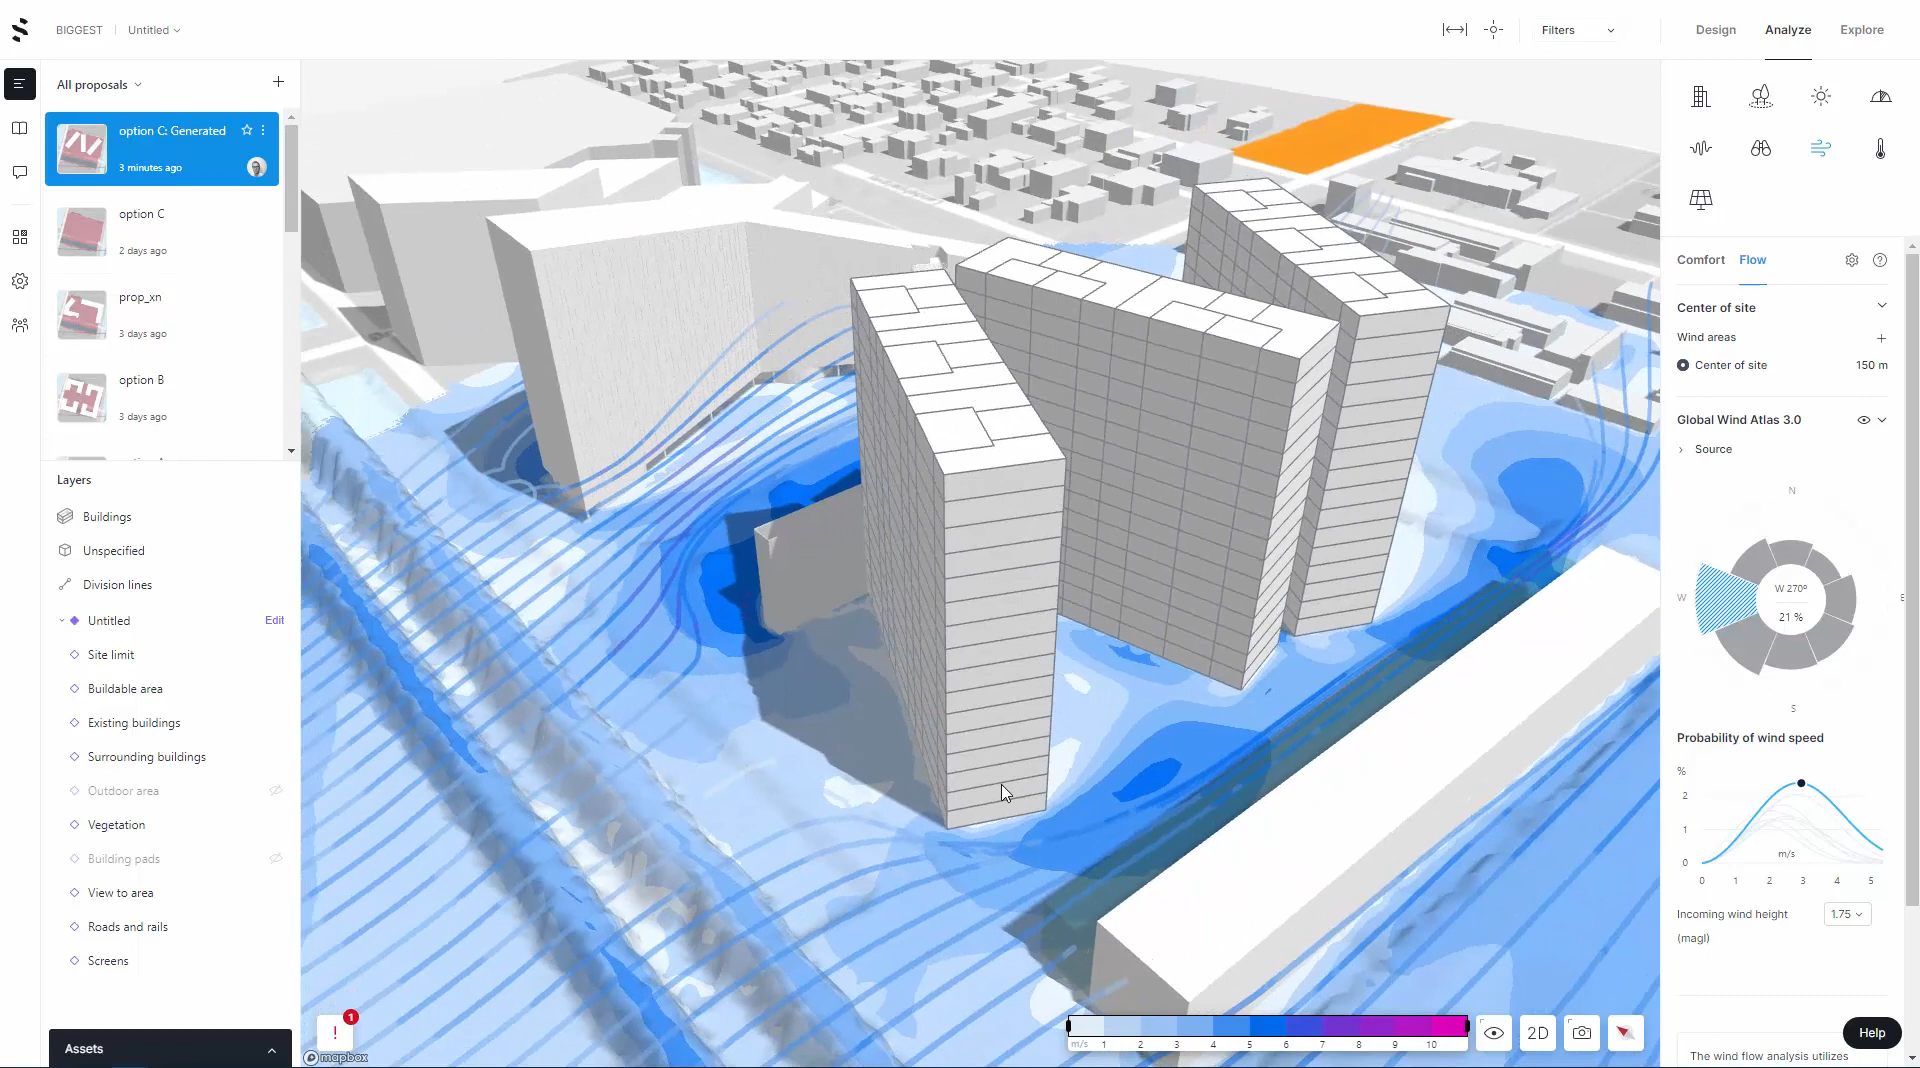 BIGGEST
Untitled
Filters
Design
Analyze
Explore
All proposals
option C: Generated
3 minutes ago
option C
2 days ago
prop_xn
3 days ago
option B
3 days ago
Layers
Buildings
Unspecified
Division lines
Untitled
Edit
Site limit
Buildable area
Existing buildings
Surrounding buildings
Outdoor area
Vegetation
Building pads
View to area
Roads and rails
Screens
Assets
!
1
mapbox
m/s 1 2 3 4 5 6 7 8 9 10
2D
Comfort
Flow
Center of site
Wind areas
Center of site 150 m
Global Wind Atlas 3.0
Source
N
W
W 270º
21 %
E
S
Probability of wind speed
%
2
1
0
m/s
0 1 2 3 4 5
Incoming wind height
(magl)
1.75
The wind flow analysis utilizes
Help